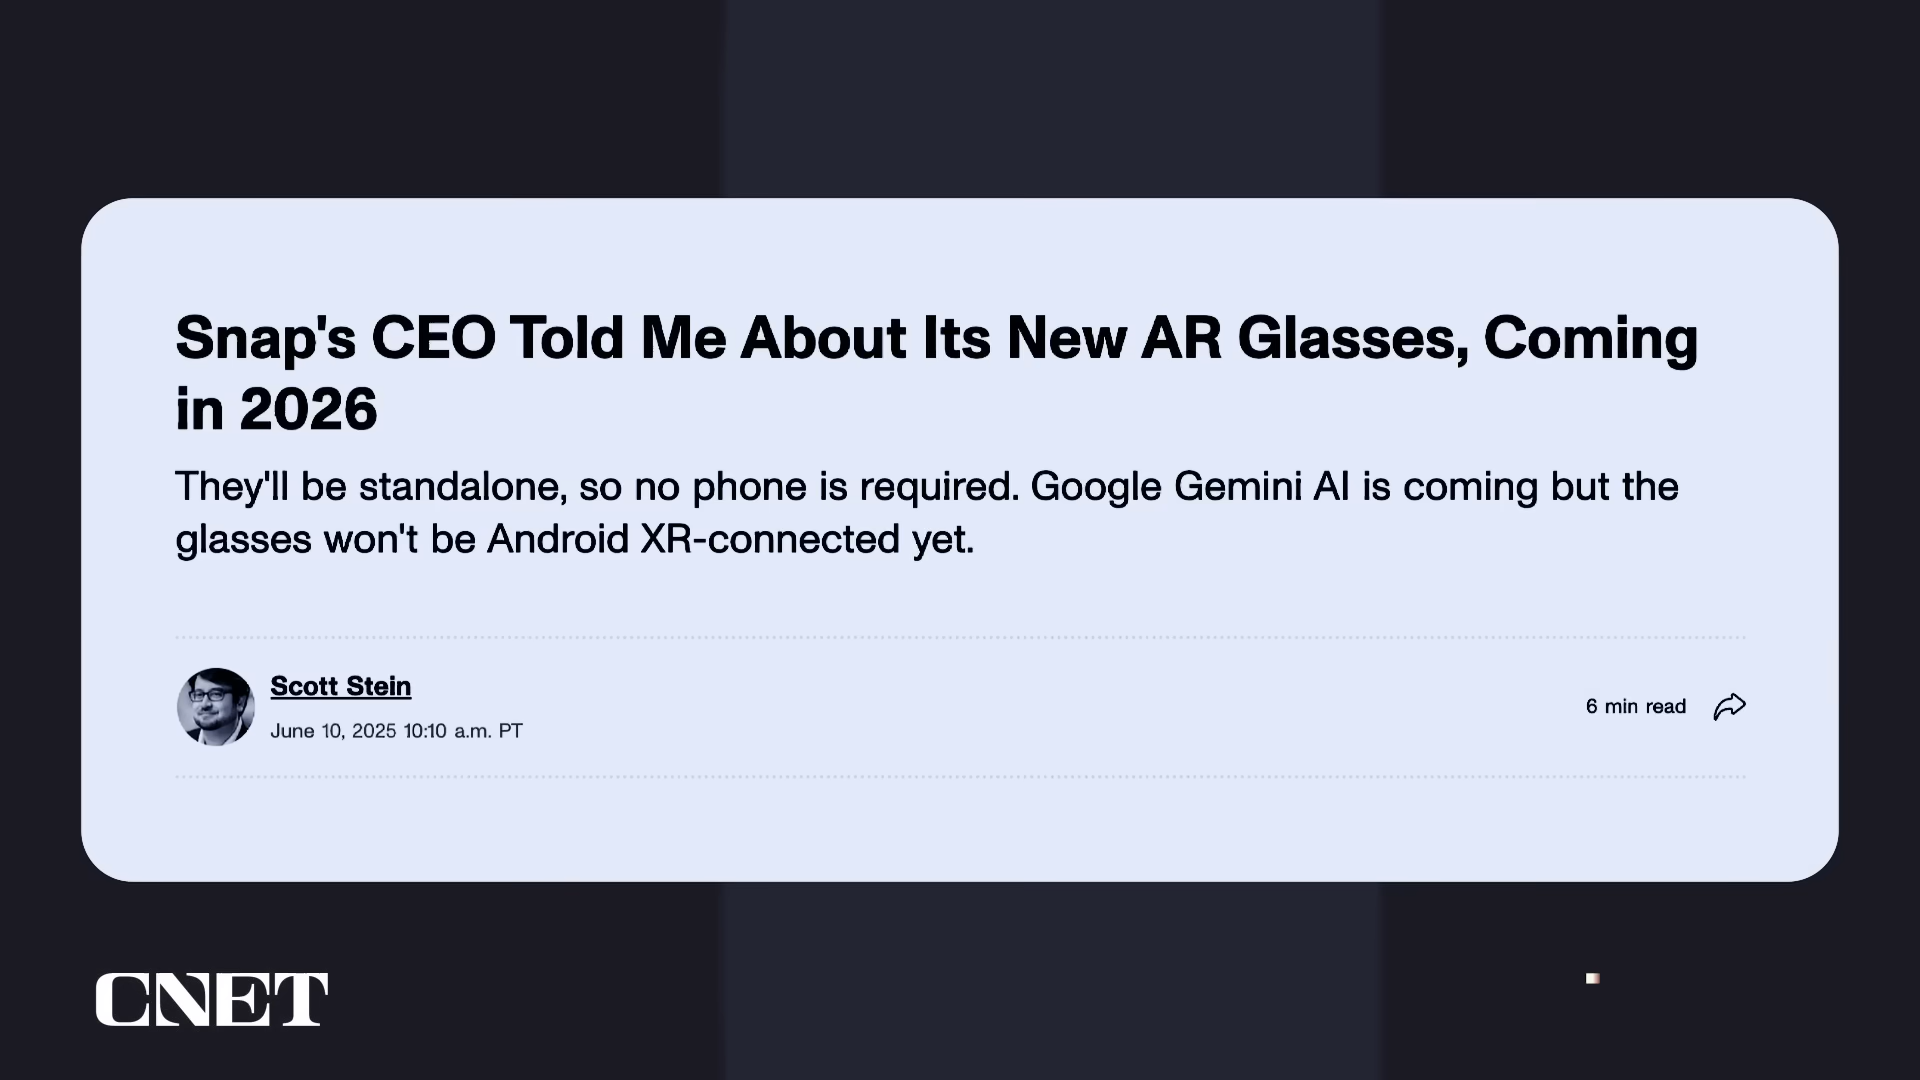 Snap's CEO Told Me About Its New AR Glasses, Coming
in 2026
They'll be standalone, so no phone is required. Google Gemini AI is coming but the
glasses won't be Android XR-connected yet.
Scott Stein
June 10, 2025 10:10 a.m. PT
6 min read
CNET